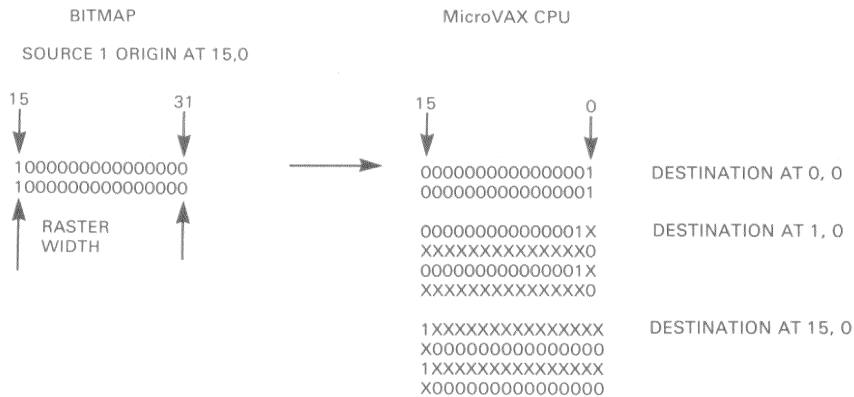 BITMAP
MicroVAX CPU
SOURCE 1 ORIGIN AT 15,0
15 31
15 0
1000000000000000
1000000000000000
RASTER
WIDTH
0000000000000001 DESTINATION AT 0, 0
0000000000000001
000000000000001X DESTINATION AT 1, 0
XXXXXXXXXXXXXXX0
000000000000001X
XXXXXXXXXXXXXXX0
1XXXXXXXXXXXXXXX DESTINATION AT 15, 0
X000000000000000
1XXXXXXXXXXXXXXX
X000000000000000